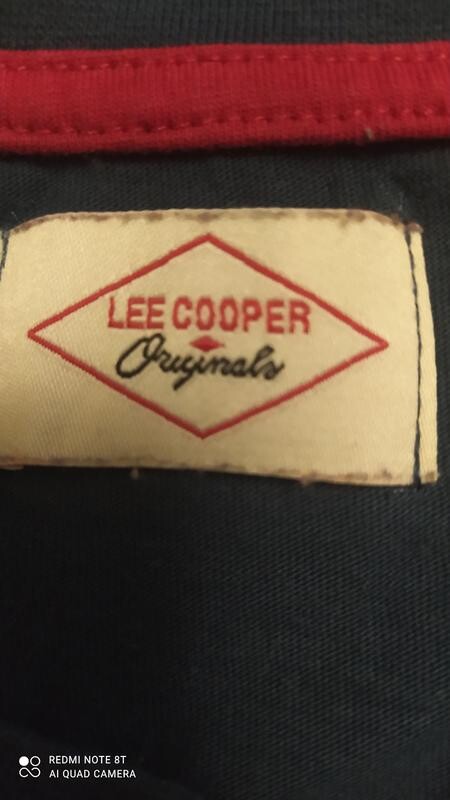 LEE COOPER
Originals
REDMI NOTE 8T
AI QUAD CAMERA